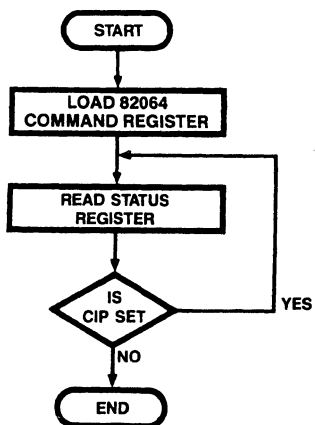 START
LOAD 82064
COMMAND REGISTER
READ STATUS
REGISTER
IS
CIP SET
YES
NO
END